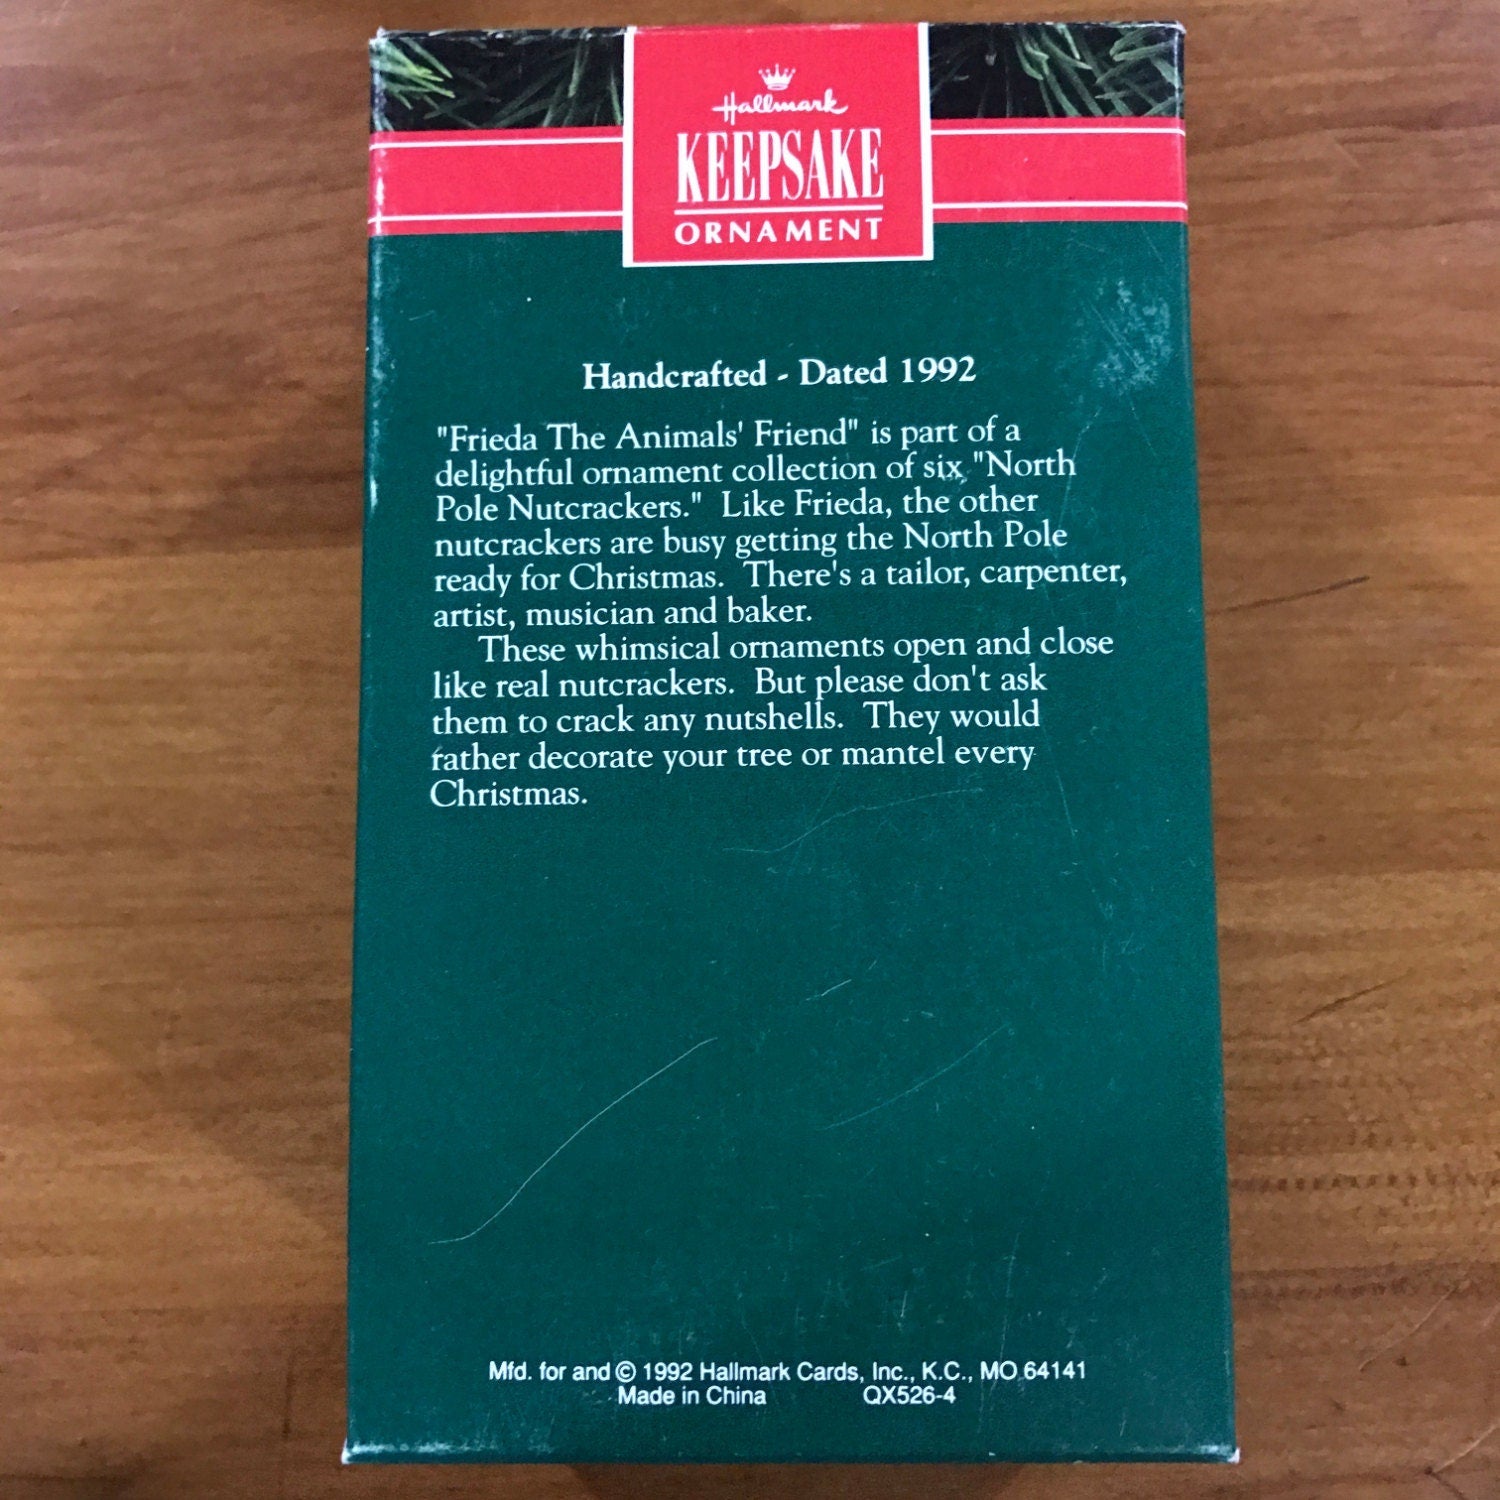 Hallmark
KEEPSAKE
ORNAMENT
Handcrafted - Dated 1992
"Frieda The Animals' Friend" is part of a
delightful ornament collection of six "North
Pole Nutcrackers." Like Frieda, the other
nutcrackers are busy getting the North Pole
ready for Christmas. There's a tailor, carpenter,
artist, musician and baker.
These whimsical ornaments open and close
like real nutcrackers. But please don't ask
them to crack any nutshells. They would
rather decorate your tree or mantel every
Christmas.
Mfd. for and © 1992 Hallmark Cards, Inc., K.C., MO 64141
Made in China QX526-4